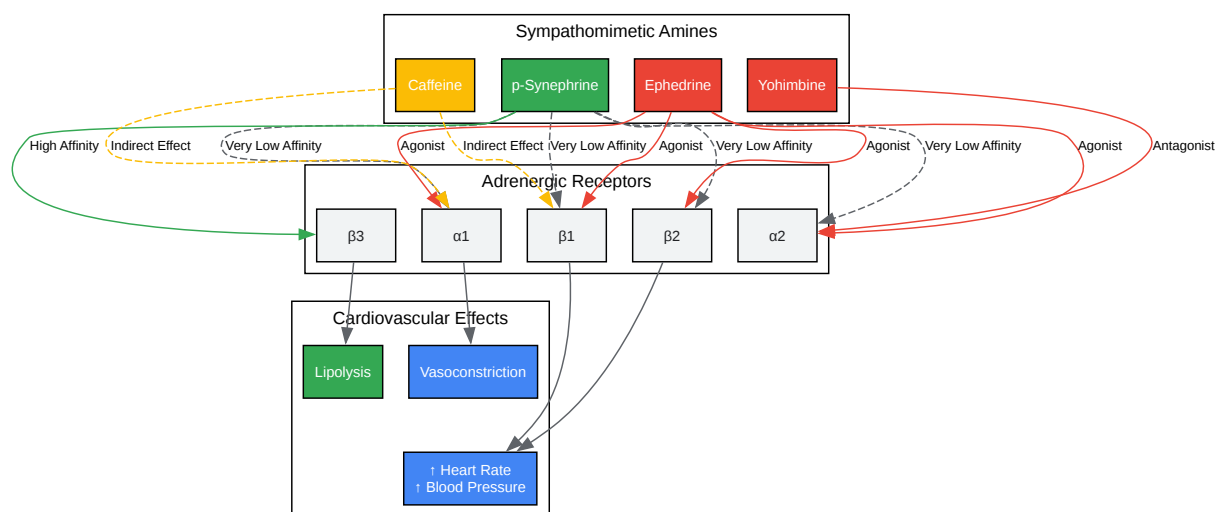 Sympathomimetic Amines
Caffeine
p-Synephrine
Ephedrine
Yohimbine
High Affinity
Indirect Effect
Very Low Affinity
Agonist
Indirect Effect
Very Low Affinity
Agonist
Very Low Affinity
Agonist
Very Low Affinity
Agonist
Antagonist
Adrenergic Receptors
β3
α1
β1
β2
α2
Cardiovascular Effects
Lipolysis
Vasoconstriction
↑ Heart Rate
↑ Blood Pressure